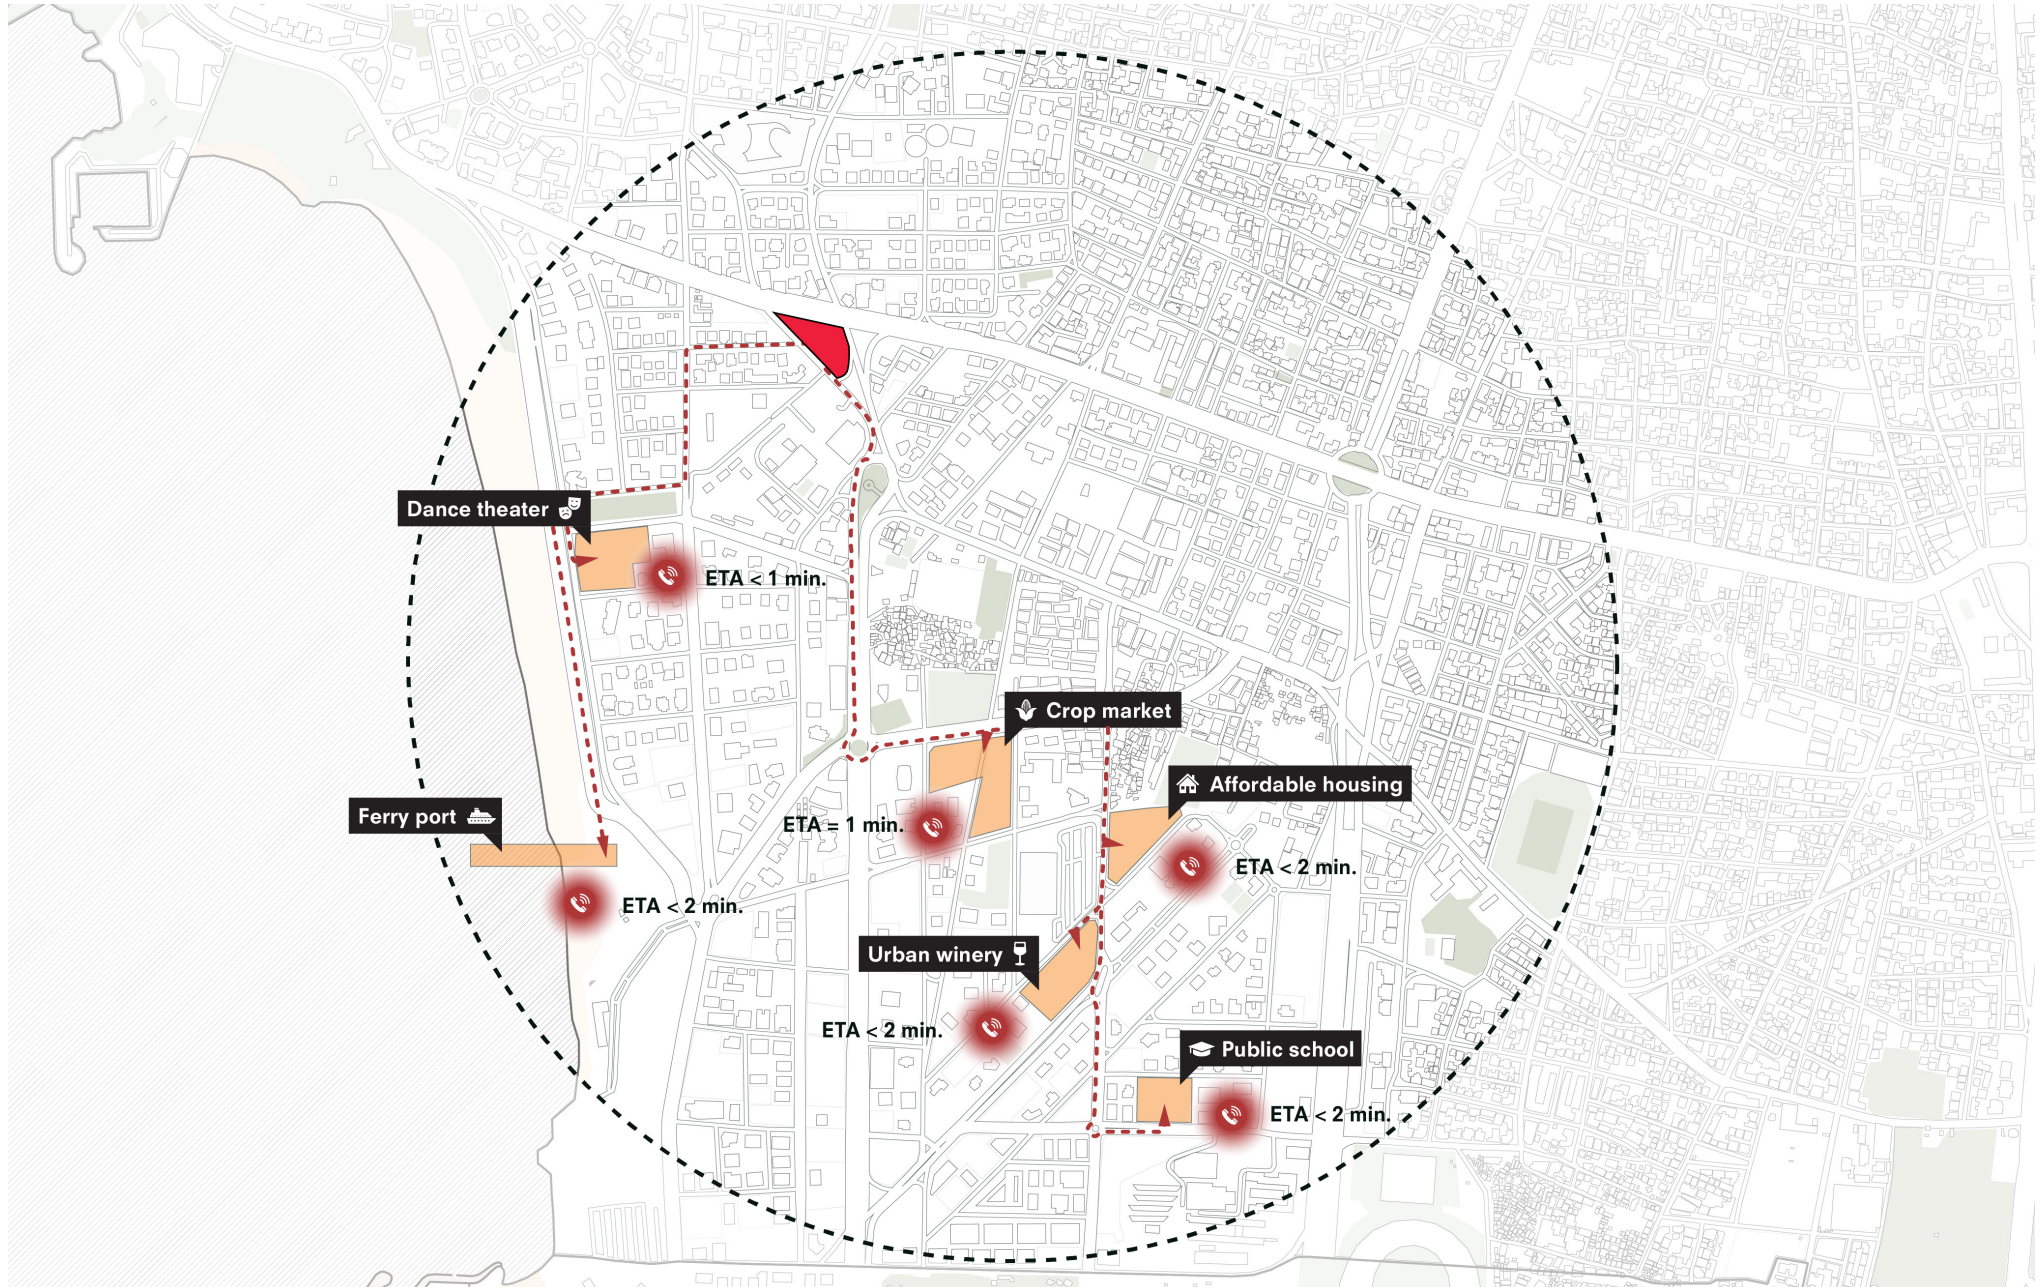 Dance theater
ETA < 1 min.
Crop market
Affordable housing
Ferry port
ETA = 1 min.
ETA < 2 min.
ETA < 2 min.
Urban winery
ETA < 2 min.
Public school
ETA < 2 min.